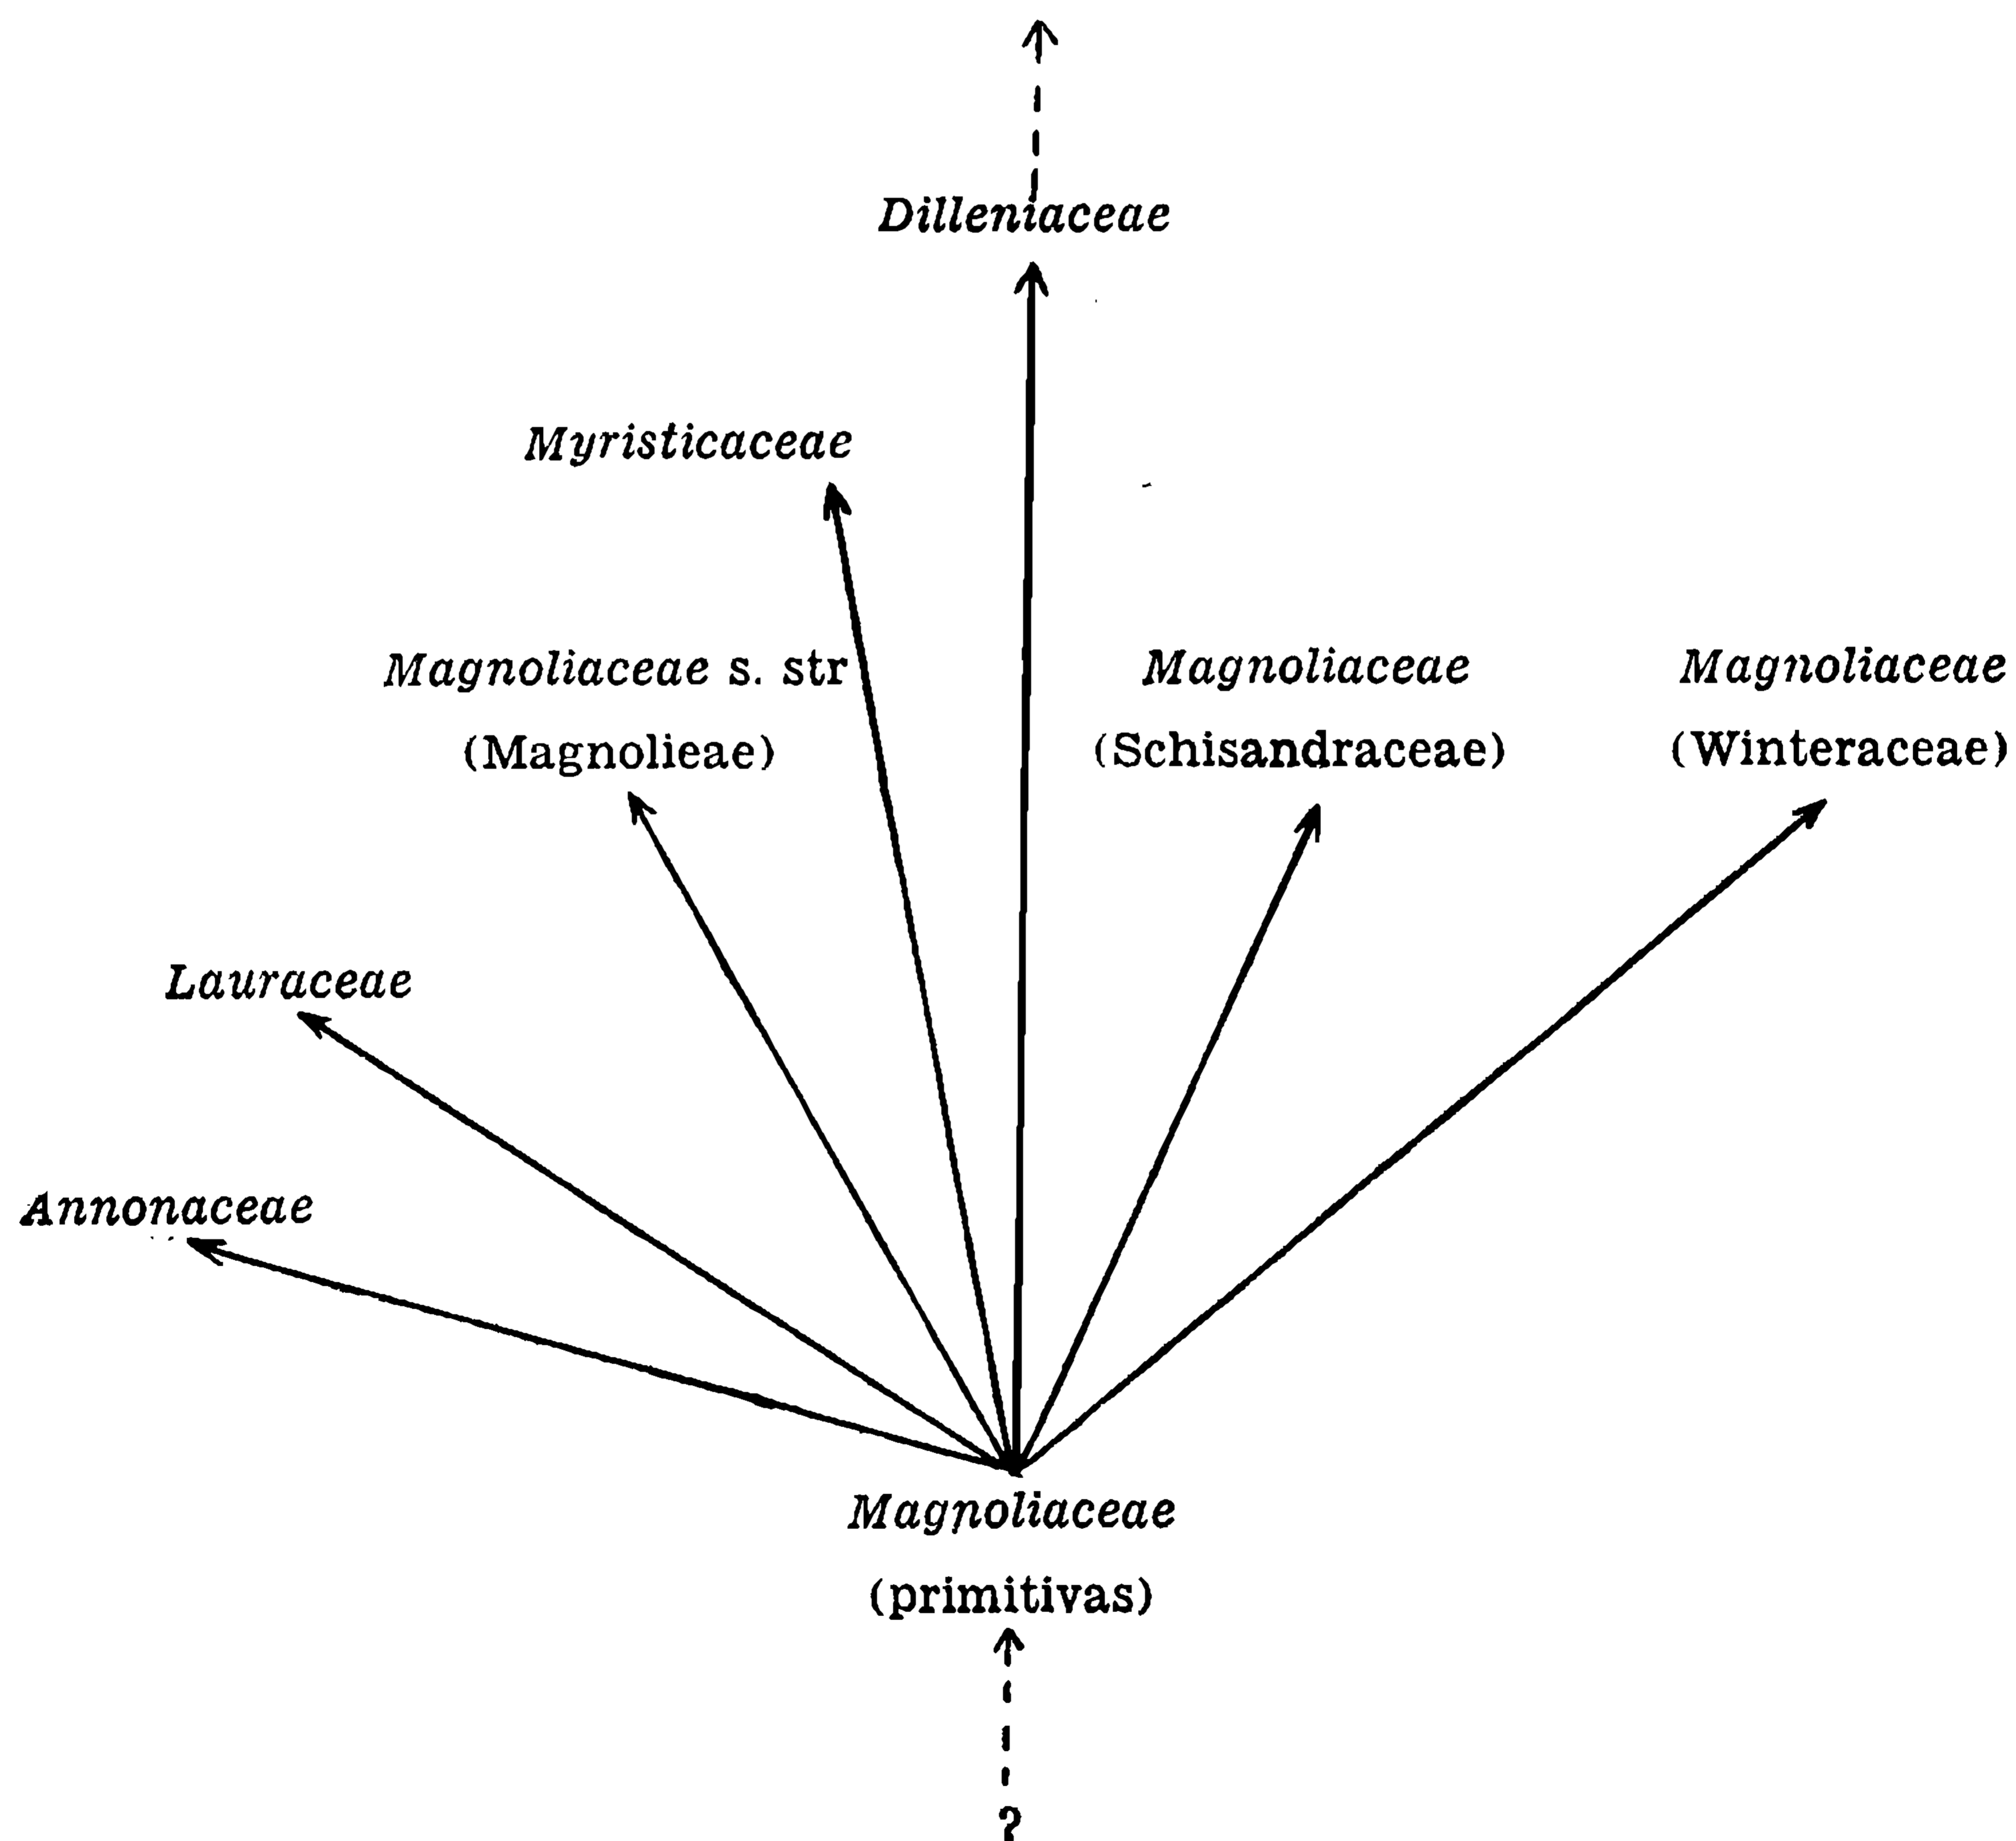 Dilleniaceae
Myristicaceae
Magnoliaceae s. str
(Magnolieae)
Magnoliaceae
(Schisandraceae)
Magnoliaceae
(Winteraceae)
Lauraceae
Annonaceae
Magnoliaceae
(primitivas)
?